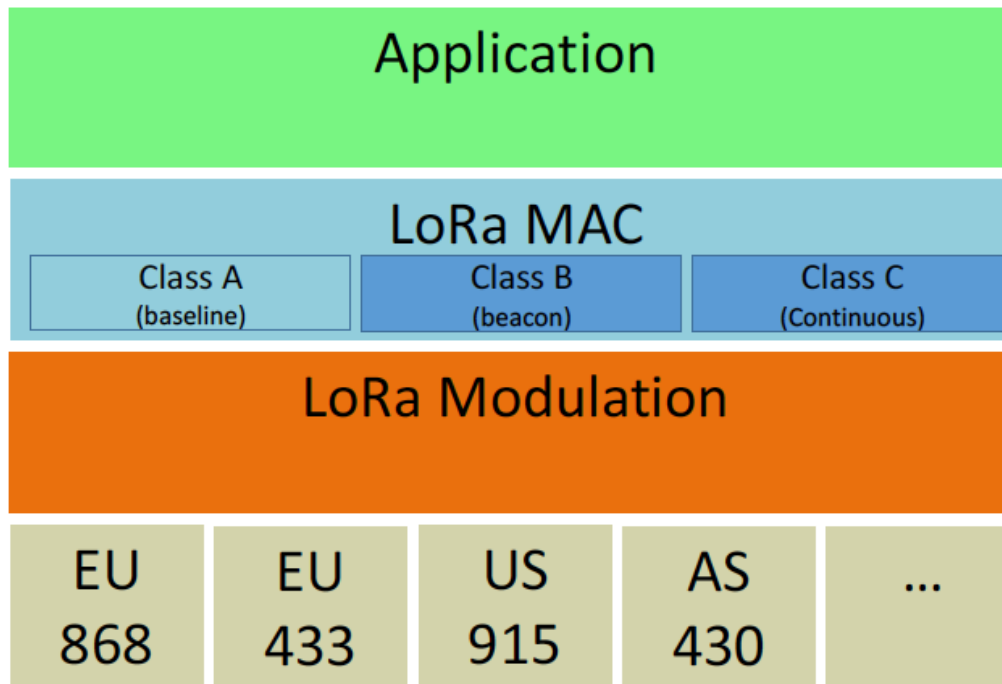 Application
LoRa MAC
Class A
(baseline)
Class B
(beacon)
Class C
(Continuous)
LoRa Modulation
EU
868
EU
433
US
915
AS
430
...